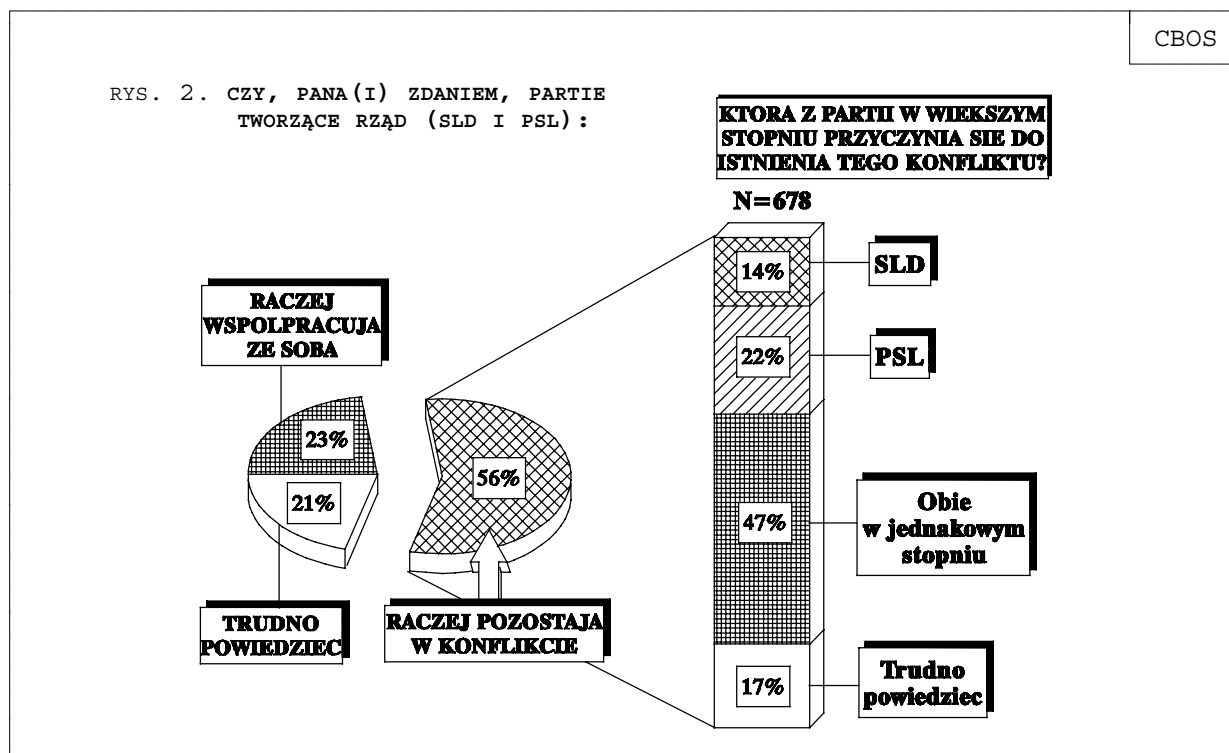 CBOS
RYS. 2. CZY, PANA(I) ZDANIEM, PARTIE
TWORZĄCE RZĄD (SLD I PSL):
KTORA Z PARTII W WIEKSZYM
STOPNIU PRZYCZYNIA SIE DO
ISTNIENIA TEGO KONFLIKTU?
N=678
14%
SLD
22%
PSL
47%
Obie
w jednakowym
stopniu
17%
Trudno
powiedziec
RACZEJ
WSPOLPRACUJA
ZE SOBA
23%
21%
56%
TRUDNO
POWIEDZIEC
RACZEJ POZOSTAJA
W KONFLIKCIE